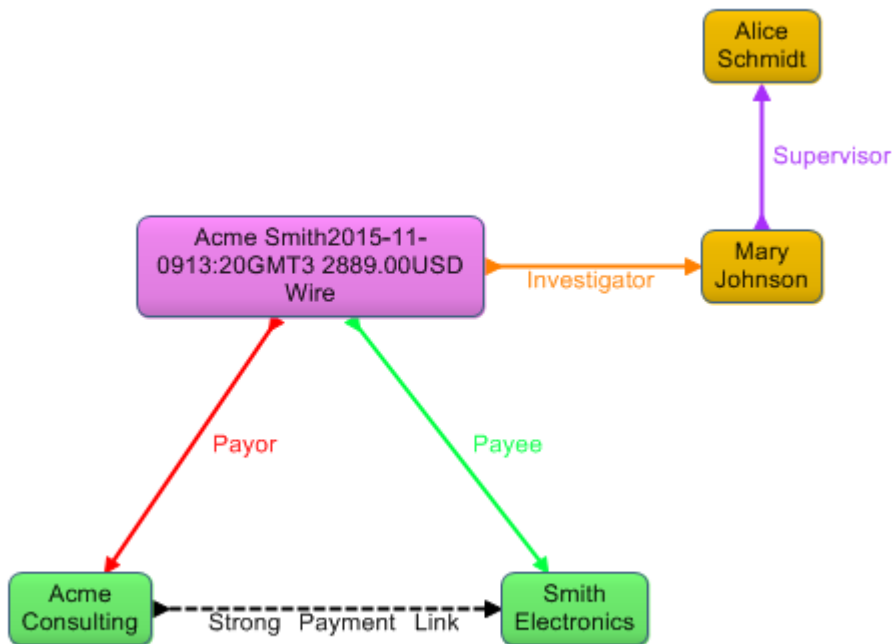 Alice
Schmidt
Supervisor
Acme Smith2015-11-
0913:20GMT3 2889.00USD
Wire
Mary
Johnson
Investigator
Payor
Payee
Acme
Consulting
Smith
Electronics
Strong Payment Link